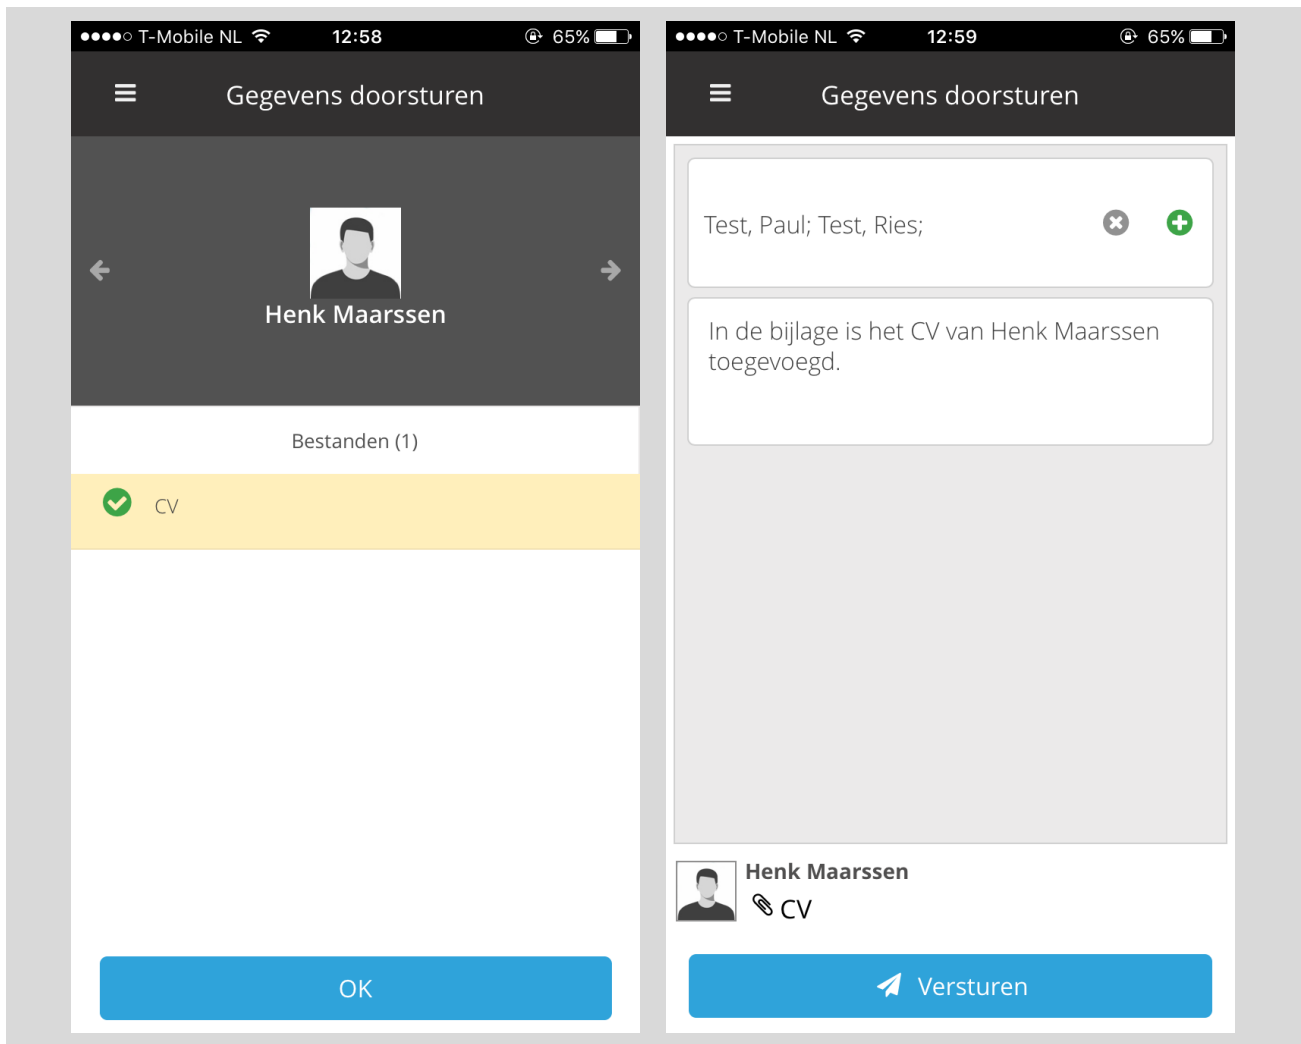 T-Mobile NL 12:58 65%
Gegevens doorsturen
Henk Maarssen
Bestanden (1)
CV
OK
T-Mobile NL 12:59 65%
Gegevens doorsturen
Test, Paul; Test, Ries;
In de bijlage is het CV van Henk Maarssen
toegevoegd.
Henk Maarssen
CV
Versturen